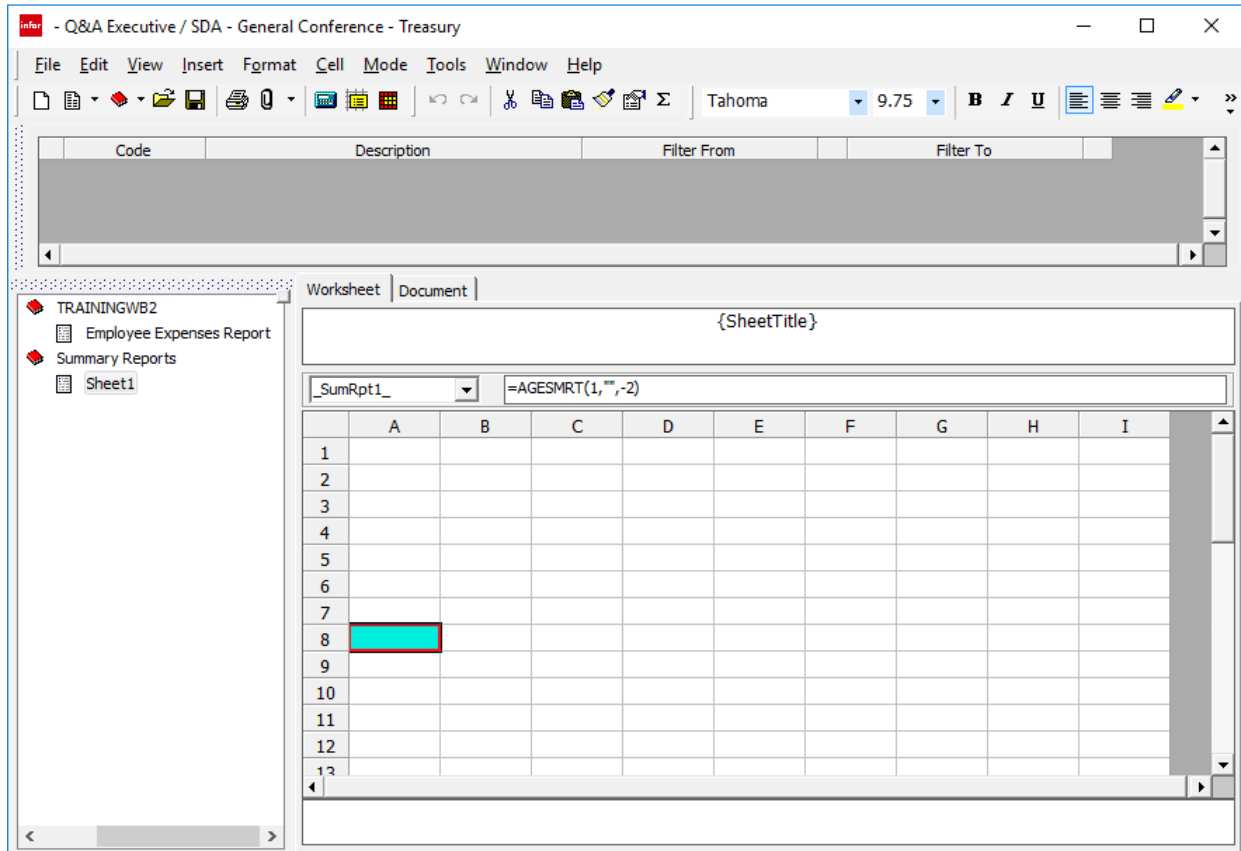 infor - Q&A Executive / SDA - General Conference - Treasury
File Edit View Insert Format Cell Mode Tools Window Help
Σ Tahoma 9.75 B I U
Code Description Filter From Filter To
TRAININGWB2
Employee Expenses Report
Summary Reports
Sheet1
Worksheet Document
{SheetTitle}
_SumRpt1_ =AGESMRT(1,"",-2)
A B C D E F G H I
1
2
3
4
5
6
7
8
9
10
11
12
13